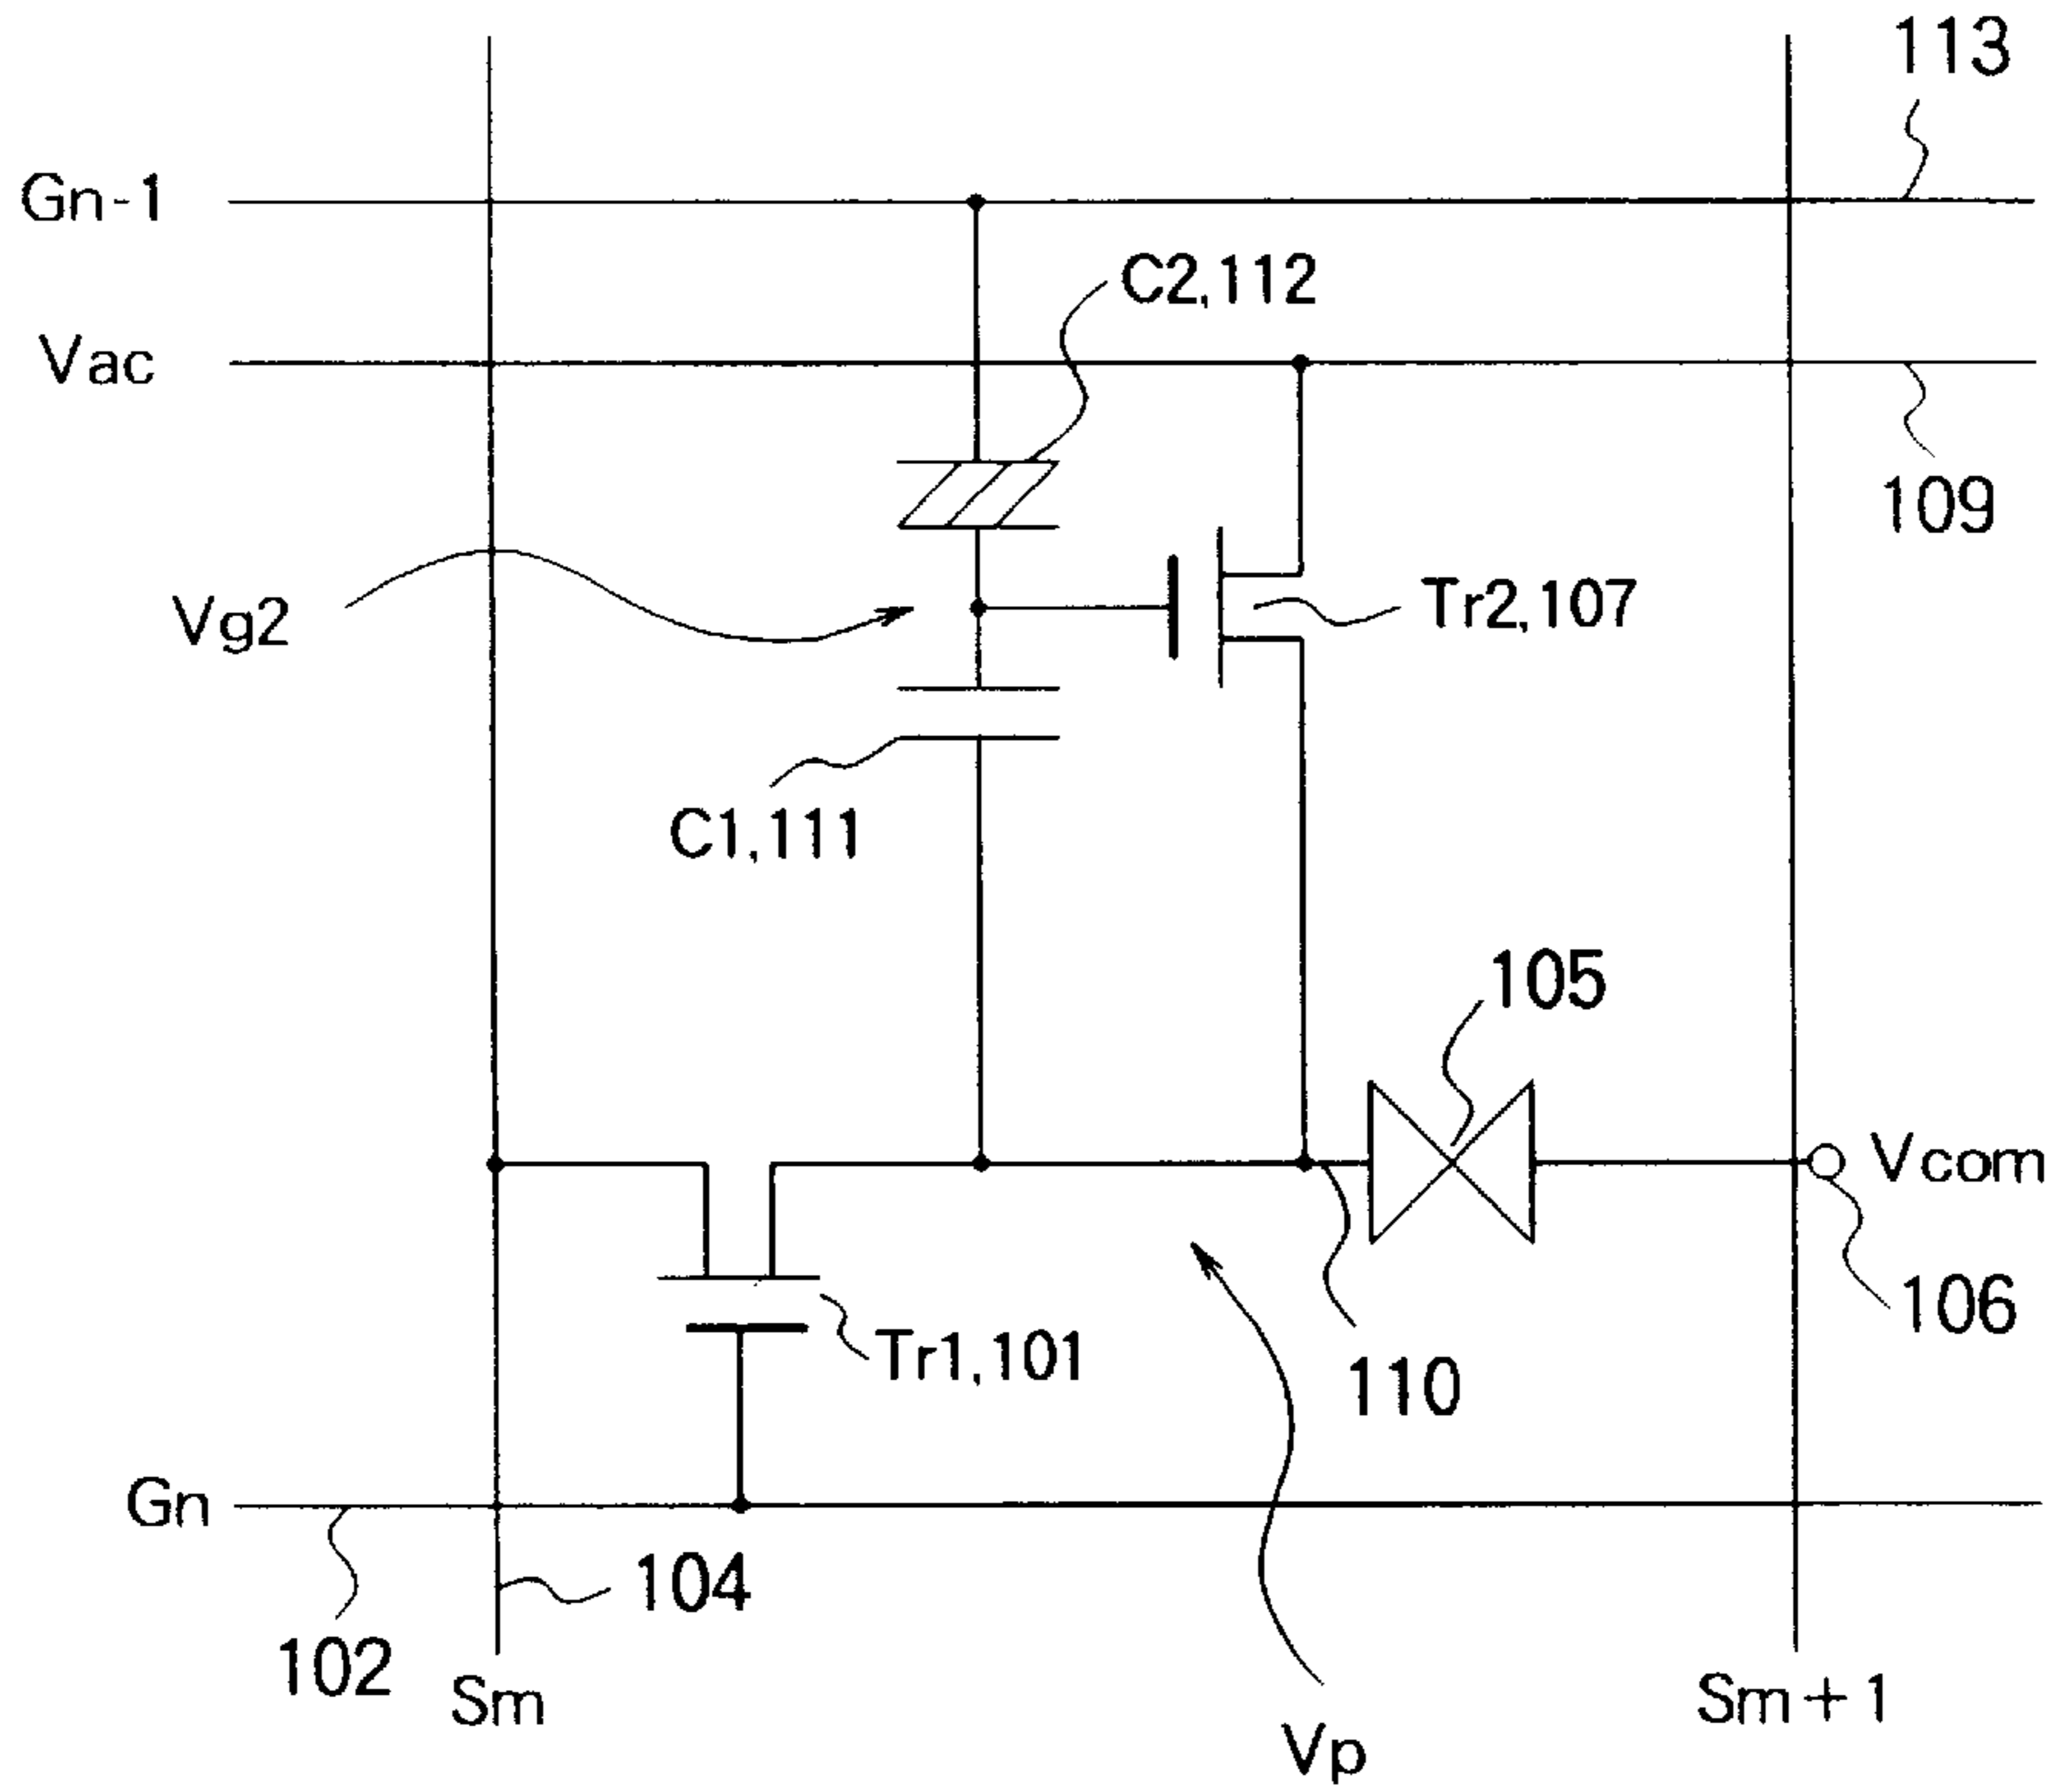 113
Gn-1
C2,112
Vac
109
Vg2
Tr2,107
C1,111
105
Vcom
106
Tr1,101
110
Gn
104
102
Sm
Sm+1
Vp